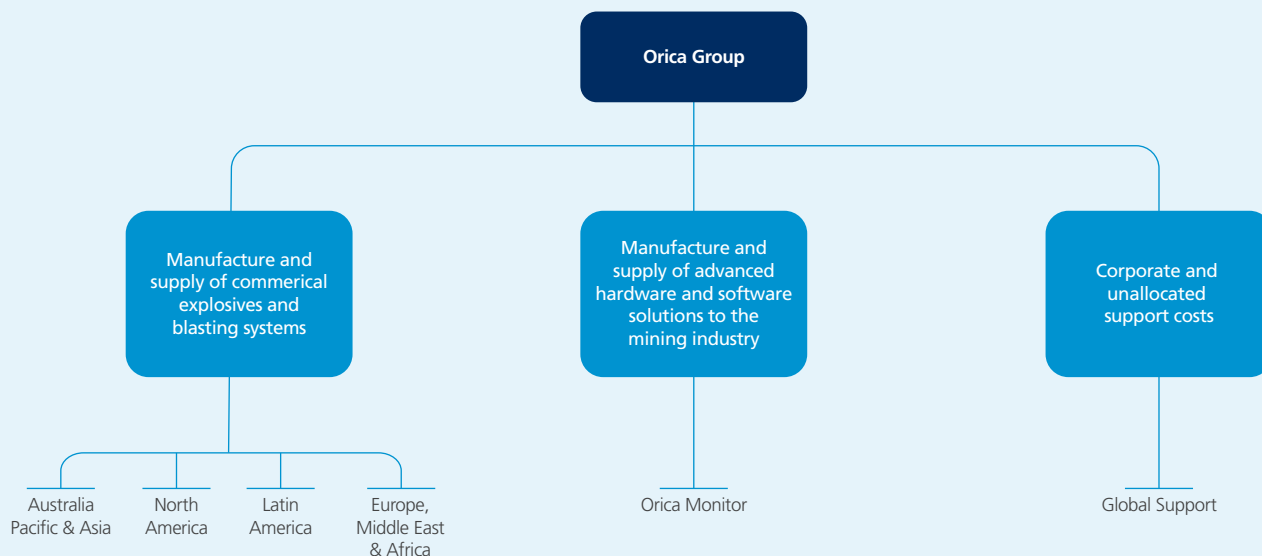 Orica Group
Manufacture and
supply of commerical
explosives and
blasting systems
Manufacture and
supply of advanced
hardware and software
solutions to the
mining industry
Corporate and
unallocated
support costs
Australia
Pacific & Asia
North
America
Latin
America
Europe,
Middle East
& Africa
Orica Monitor
Global Support